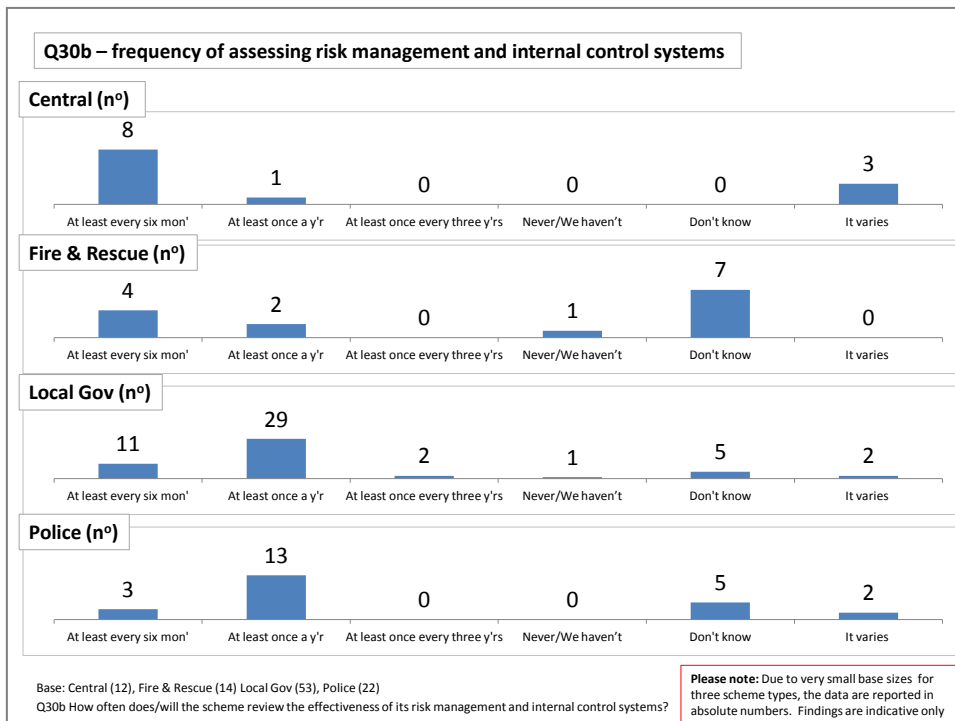 Q30b – frequency of assessing risk management and internal control systems
Central (nº)
8 1 0 0 0 3
At least every six mon' At least once a y'r At least once every three y'rs Never/We haven't Don't know It varies
Fire & Rescue (nº)
4 2 0 1 7 0
At least every six mon' At least once a y'r At least once every three y'rs Never/We haven't Don't know It varies
Local Gov (nº)
11 29 2 1 5 2
At least every six mon' At least once a y'r At least once every three y'rs Never/We haven't Don't know It varies
Police (nº)
3 13 0 0 5 2
At least every six mon' At least once a y'r At least once every three y'rs Never/We haven't Don't know It varies
Base: Central (12), Fire & Rescue (14) Local Gov (53), Police (22)
Q30b How often does/will the scheme review the effectiveness of its risk management and internal control systems?
Please note: Due to very small base sizes for
three scheme types, the data are reported in
absolute numbers. Findings are indicative only